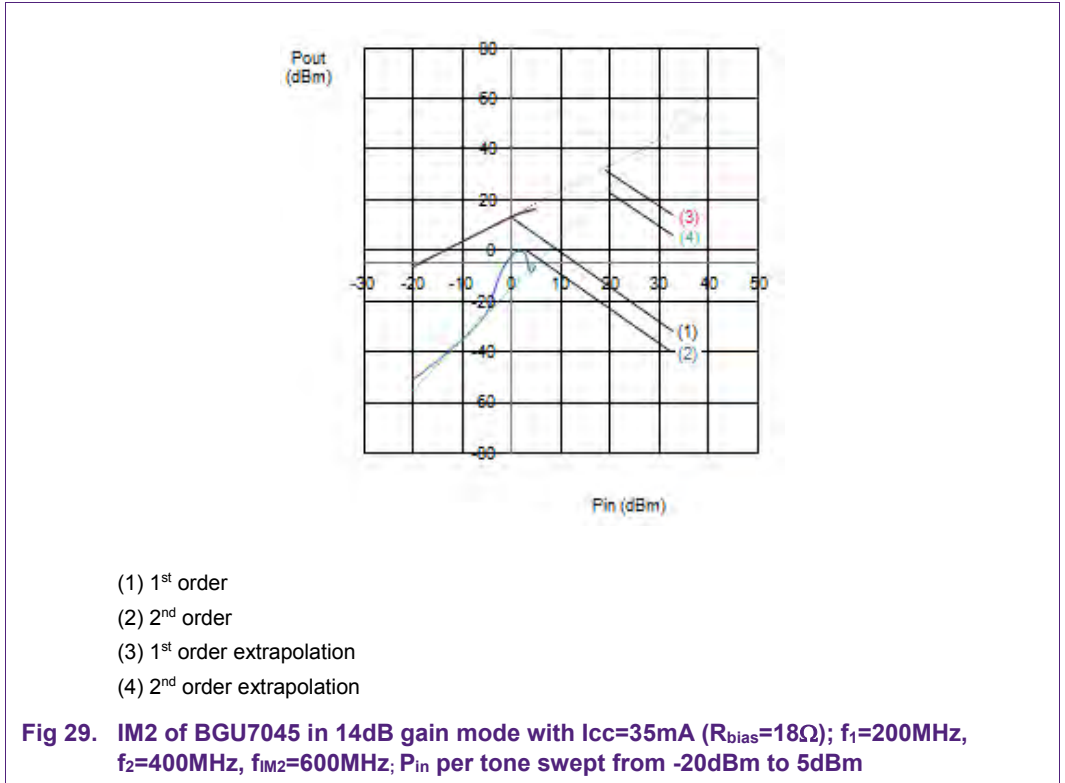 Pout
(dBm)
80
60
40
20
0
-30 -20 -10 0 10 20 30 40 50
-20
-40
-60
-80
(3)
(4)
(1)
(2)
Pin (dBm)
(1) 1st order
(2) 2nd order
(3) 1st order extrapolation
(4) 2nd order extrapolation
Fig 29. IM2 of BGU7045 in 14dB gain mode with Icc=35mA (Rbias=18Ω); f1=200MHz,
f2=400MHz, fIM2=600MHz; Pin per tone swept from -20dBm to 5dBm